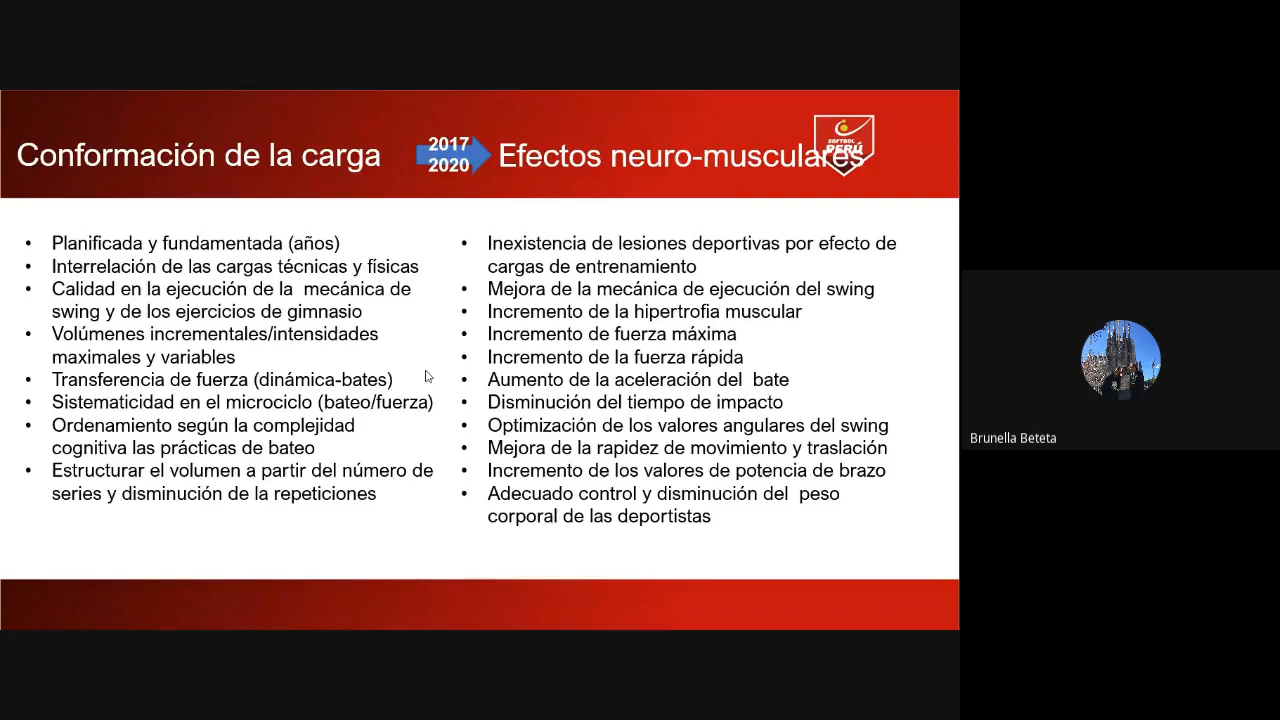 Conformación de la carga
2017
2020
Efectos neuro-musculares
SOFTBOL
PERÚ
• Planificada y fundamentada (años)
• Interrelación de las cargas técnicas y físicas
• Calidad en la ejecución de la  mecánica de
swing y de los ejercicios de gimnasio
• Volúmenes incrementales/intensidades
maximales y variables
• Transferencia de fuerza (dinámica-bates)
• Sistematicidad en el microciclo (bateo/fuerza)
• Ordenamiento según la complejidad
cognitiva las prácticas de bateo
• Estructurar el volumen a partir del número de
series y disminución de la repeticiones
• Inexistencia de lesiones deportivas por efecto de
cargas de entrenamiento
• Mejora de la mecánica de ejecución del swing
• Incremento de la hipertrofia muscular
• Incremento de fuerza máxima
• Incremento de la fuerza rápida
• Aumento de la aceleración del  bate
• Disminución del tiempo de impacto
• Optimización de los valores angulares del swing
• Mejora de la rapidez de movimiento y traslación
• Incremento de los valores de potencia de brazo
• Adecuado control y disminución del  peso
corporal de las deportistas
Brunella Beteta